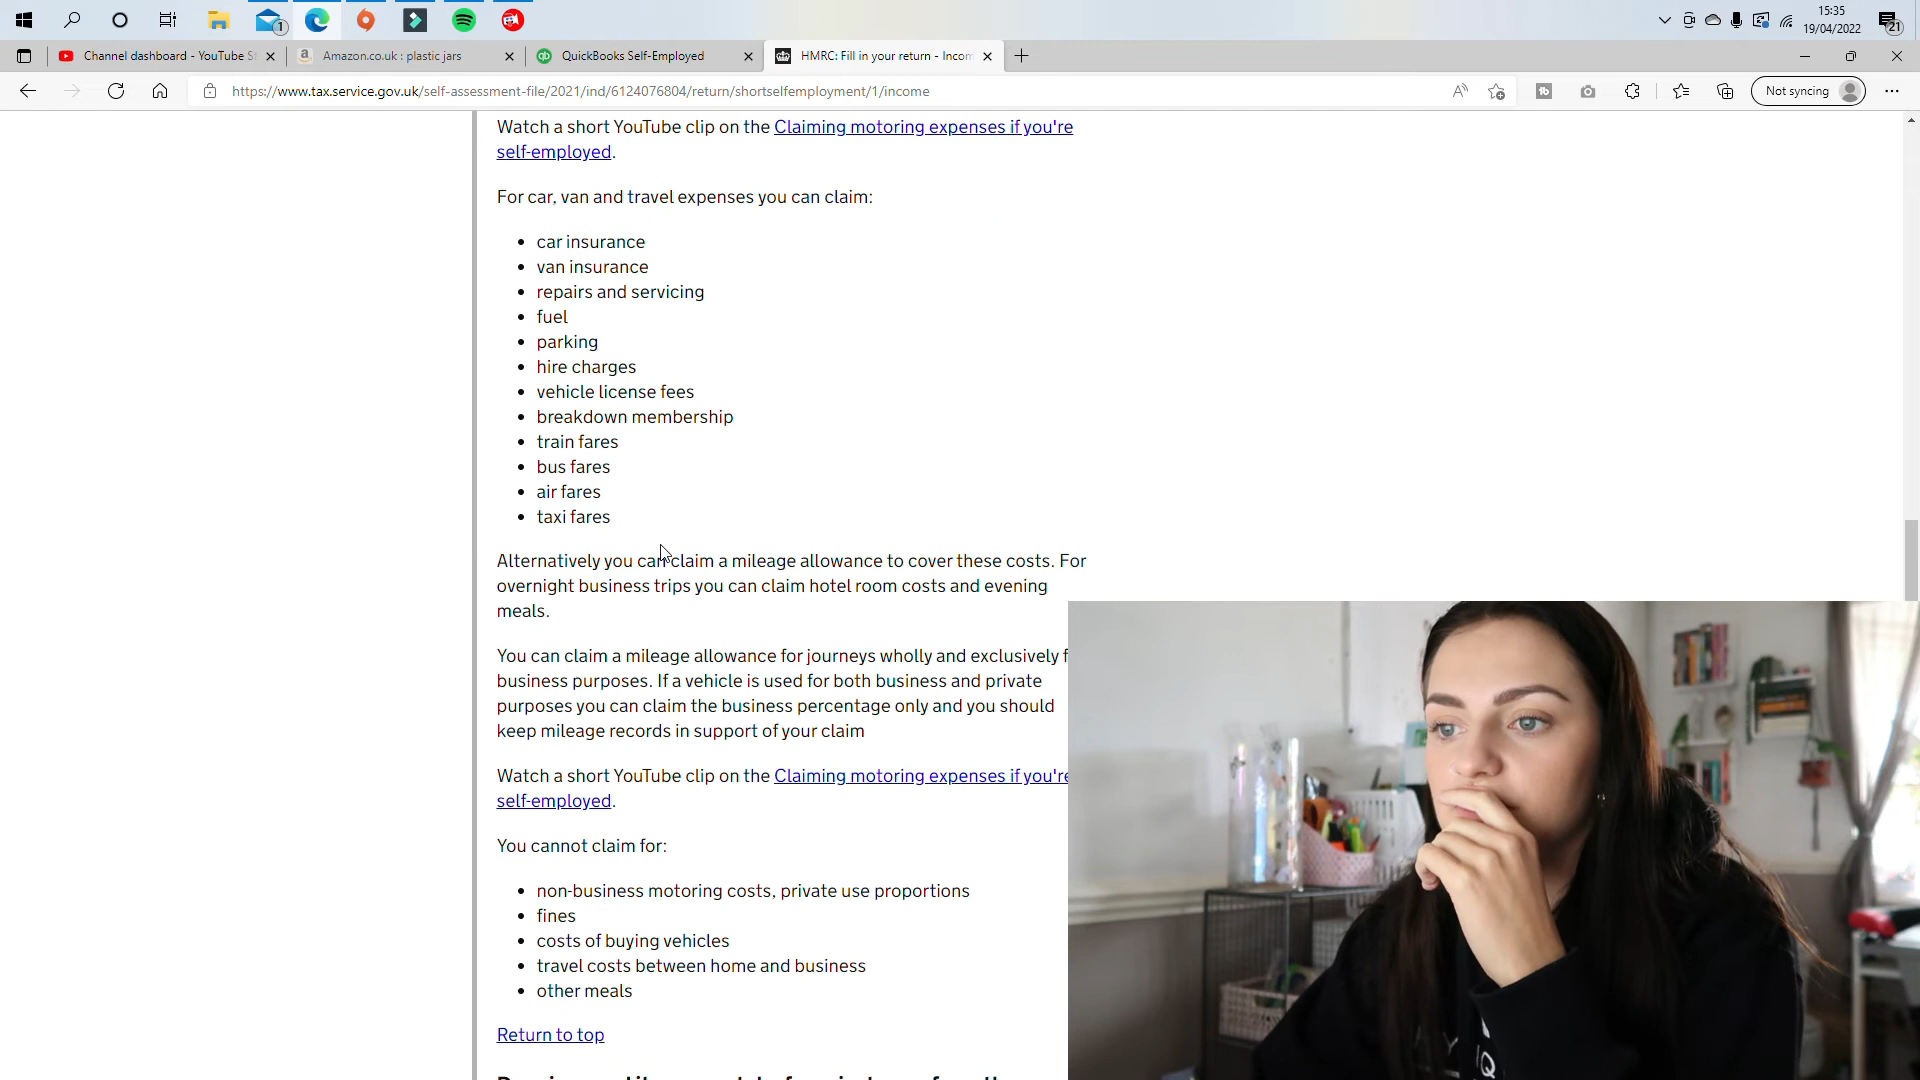 15:35
19/04/2022
1
21
Channel dashboard - YouTube St
Amazon.co.uk : plastic jars
QuickBooks Self-Employed
HMRC: Fill in your return - Incom
https://www.tax.service.gov.uk/self-assessment-file/2021/ind/6124076804/return/shortselfemployment/1/income
Not syncing
Watch a short YouTube clip on the Claiming motoring expenses if you're
self-employed.
For car, van and travel expenses you can claim:
• car insurance
• van insurance
• repairs and servicing
• fuel
• parking
• hire charges
• vehicle license fees
• breakdown membership
• train fares
• bus fares
• air fares
• taxi fares
Alternatively you can claim a mileage allowance to cover these costs. For
overnight business trips you can claim hotel room costs and evening
meals.
You can claim a mileage allowance for journeys wholly and exclusively f
business purposes. If a vehicle is used for both business and private
purposes you can claim the business percentage only and you should
keep mileage records in support of your claim
Watch a short YouTube clip on the Claiming motoring expenses if you're
self-employed.
You cannot claim for:
• non-business motoring costs, private use proportions
• fines
• costs of buying vehicles
• travel costs between home and business
• other meals
Return to top